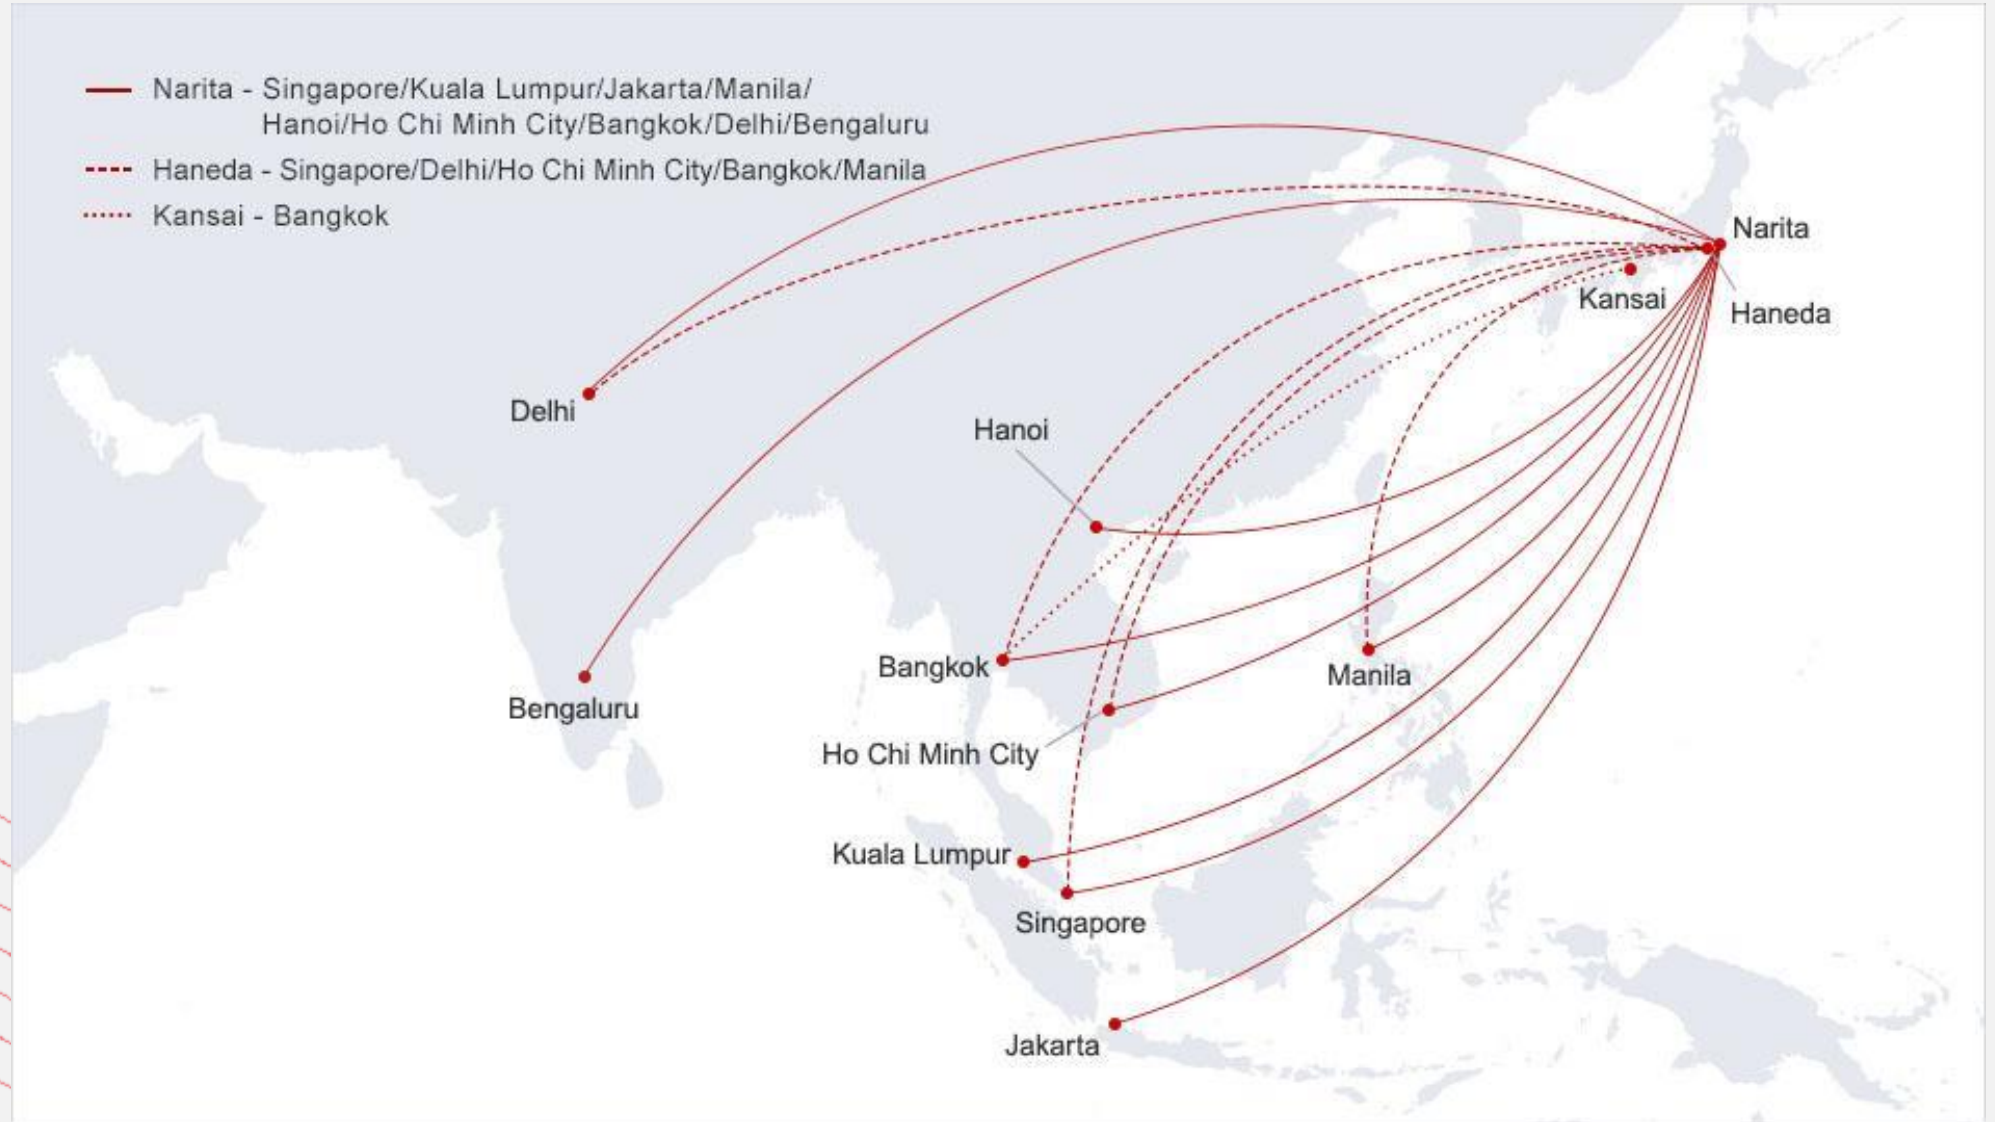 Narita - Singapore/Kuala Lumpur/Jakarta/Manila/
Hanoi/Ho Chi Minh City/Bangkok/Delhi/Bengaluru
Haneda - Singapore/Delhi/Ho Chi Minh City/Bangkok/Manila
Kansai - Bangkok
Narita
Kansai
Haneda
Delhi
Hanoi
Bangkok
Manila
Bengaluru
Ho Chi Minh City
Kuala Lumpur
Singapore
Jakarta